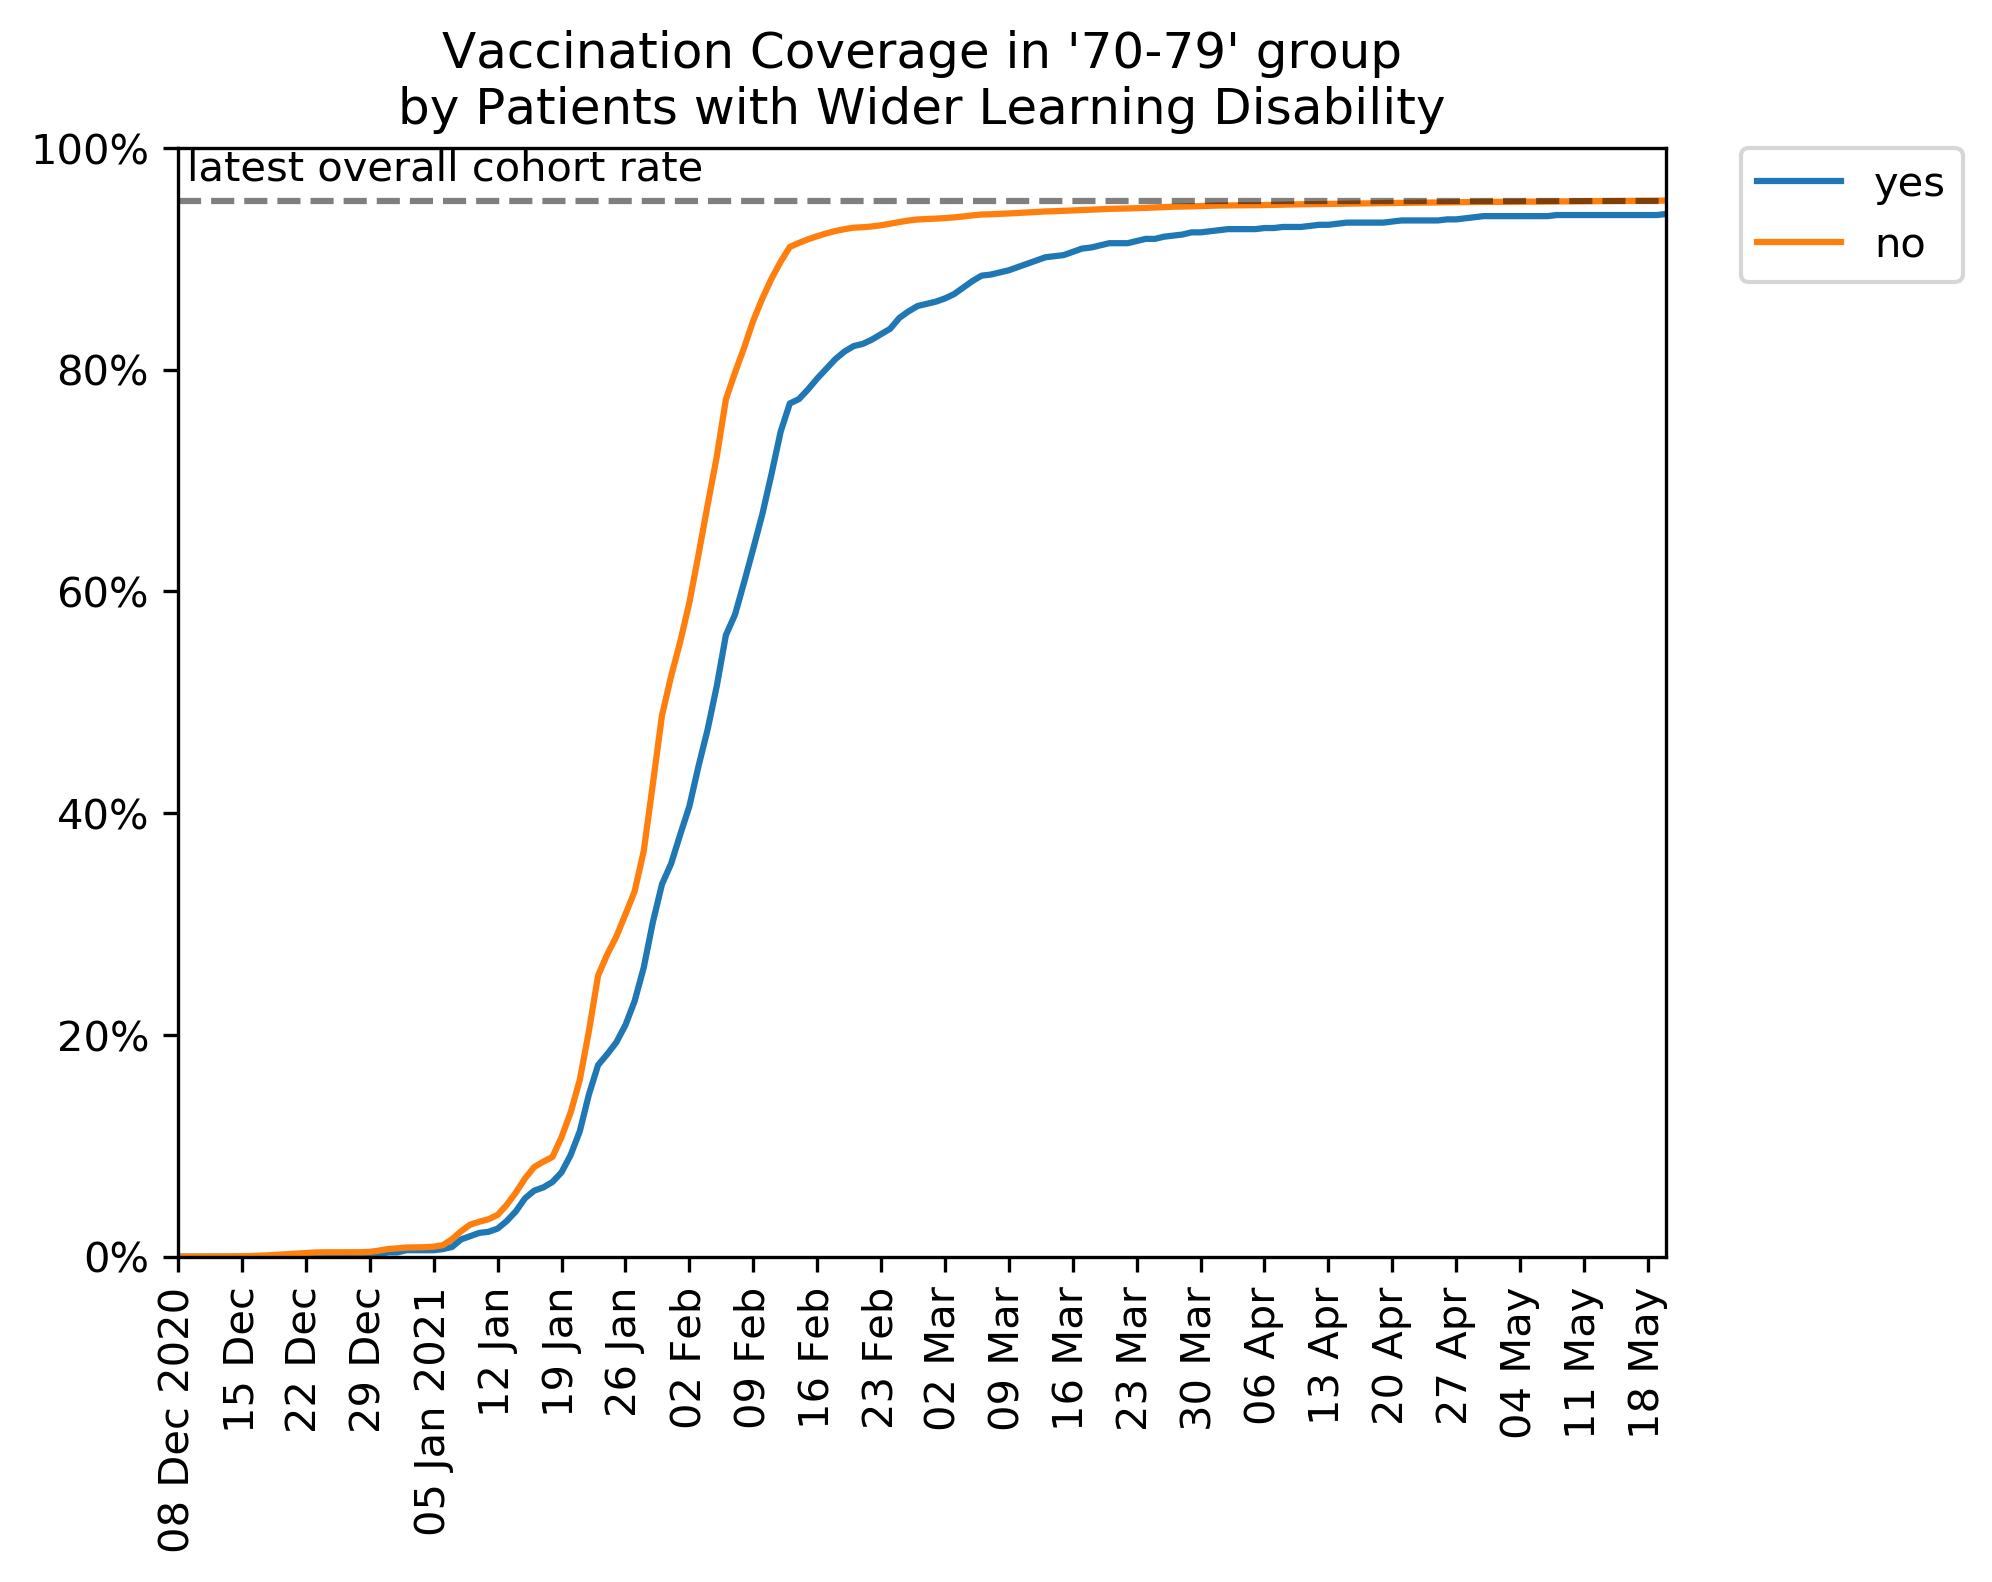 Vaccination Coverage in '70-79' group
by Patients with Wider Learning Disability
100%
80%
60%
40%
20%
0%
latest overall cohort rate
yes
no
08 Dec 2020
15 Dec
22 Dec
29 Dec
05 Jan 2021
12 Jan
19 Jan
26 Jan
02 Feb
09 Feb
16 Feb
23 Feb
02 Mar
09 Mar
16 Mar
23 Mar
30 Mar
06 Apr
13 Apr
20 Apr
27 Apr
04 May
11 May
18 May